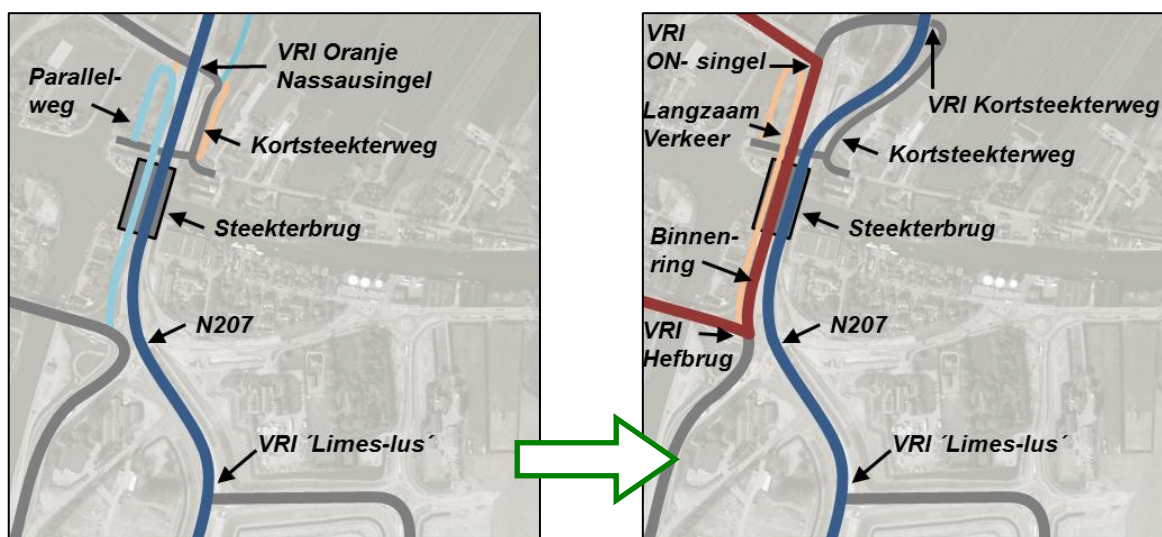 VRI Oranje
Nassausingel
Parallel-
weg
Kortsteekterweg
Steekterbrug
N207
VRI ´Limes-lus´
VRI
ON- singel
VRI Kortsteekterweg
Langzaam
Verkeer
Kortsteekterweg
Steekterbrug
Binnen-
ring
N207
VRI
Hefbrug
VRI ´Limes-lus´